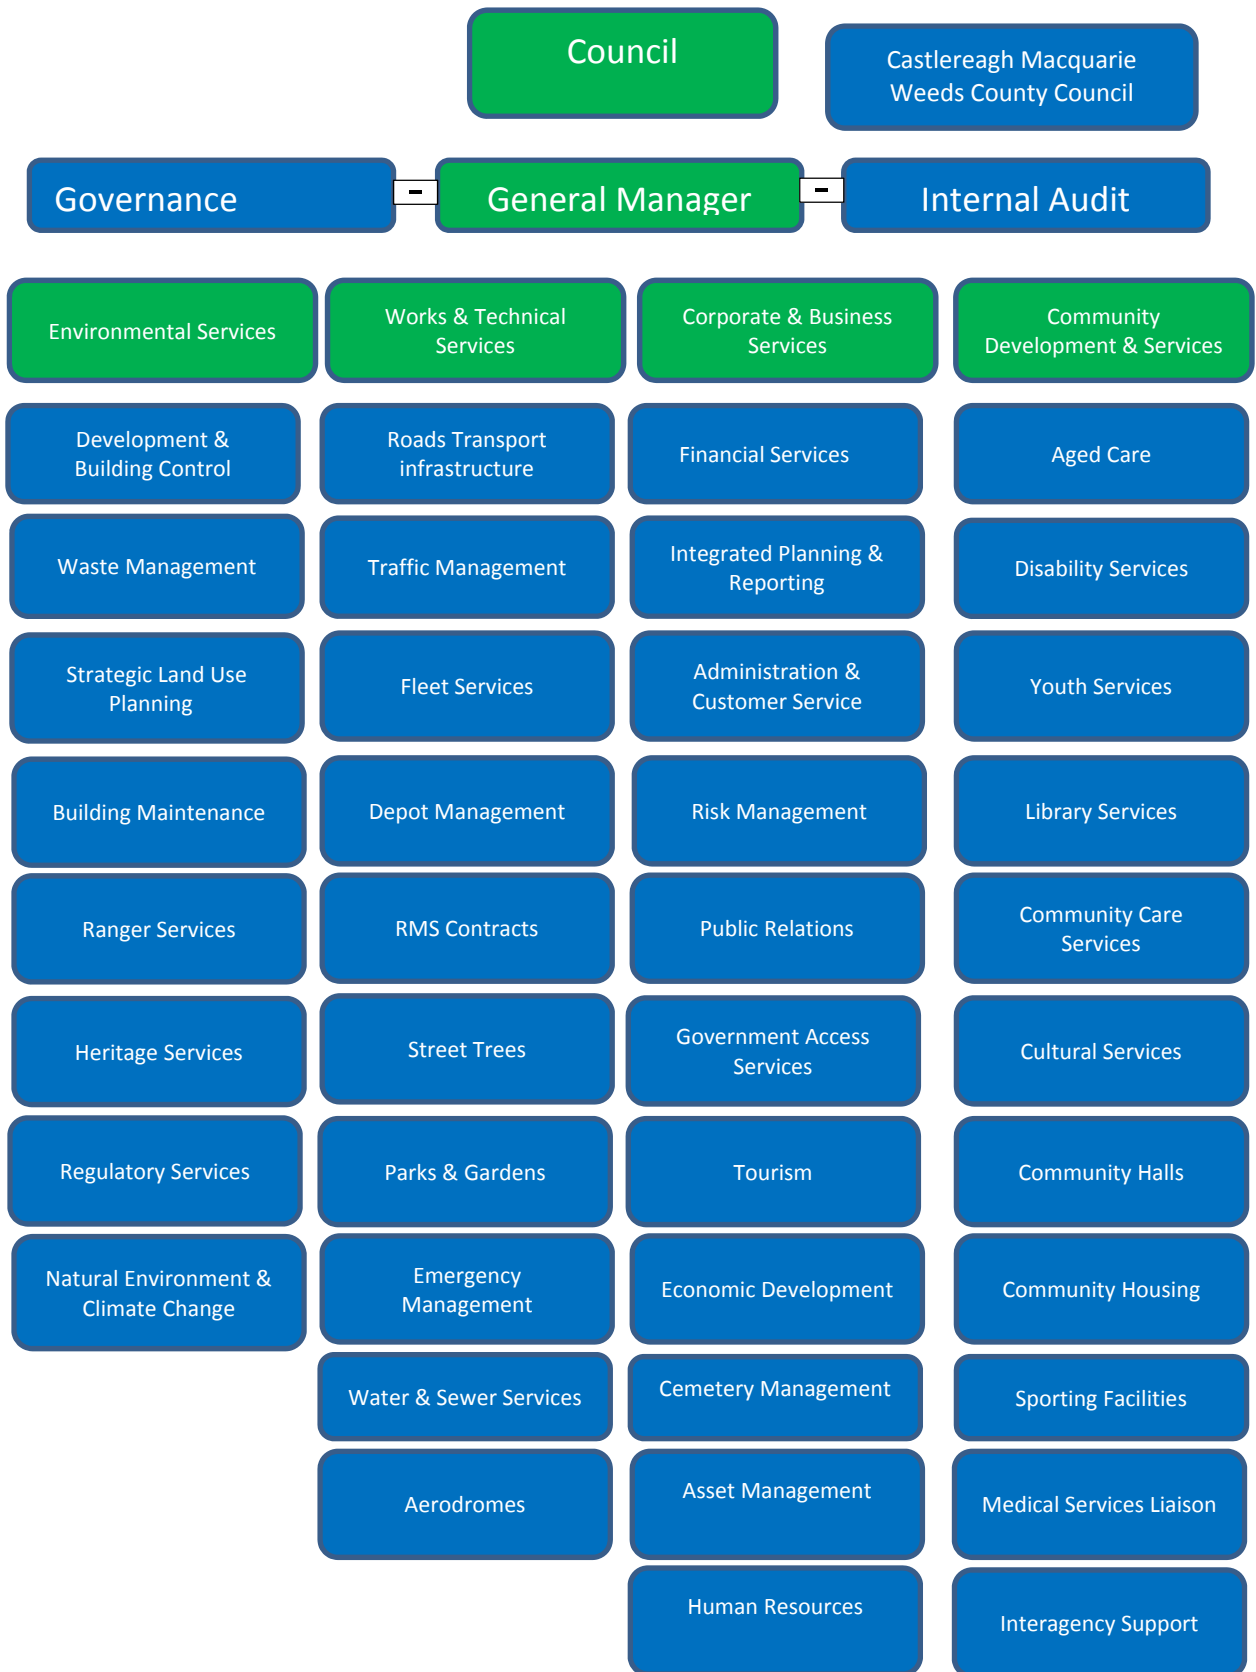 Council
Castlereagh Macquarie
Weeds County Council
Governance
-
General Manager
-
Internal Audit
Environmental Services
Works & Technical
Services
Corporate & Business
Services
Community
Development & Services
Development &
Building Control
Roads Transport
infrastructure
Financial Services
Aged Care
Waste Management
Traffic Management
Integrated Planning &
Reporting
Disability Services
Strategic Land Use
Planning
Fleet Services
Administration &
Customer Service
Youth Services
Building Maintenance
Depot Management
Risk Management
Library Services
Ranger Services
RMS Contracts
Public Relations
Community Care
Services
Heritage Services
Street Trees
Government Access
Services
Cultural Services
Regulatory Services
Parks & Gardens
Tourism
Community Halls
Natural Environment &
Climate Change
Emergency
Management
Economic Development
Community Housing
Water & Sewer Services
Cemetery Management
Sporting Facilities
Aerodromes
Asset Management
Medical Services Liaison
Human Resources
Interagency Support